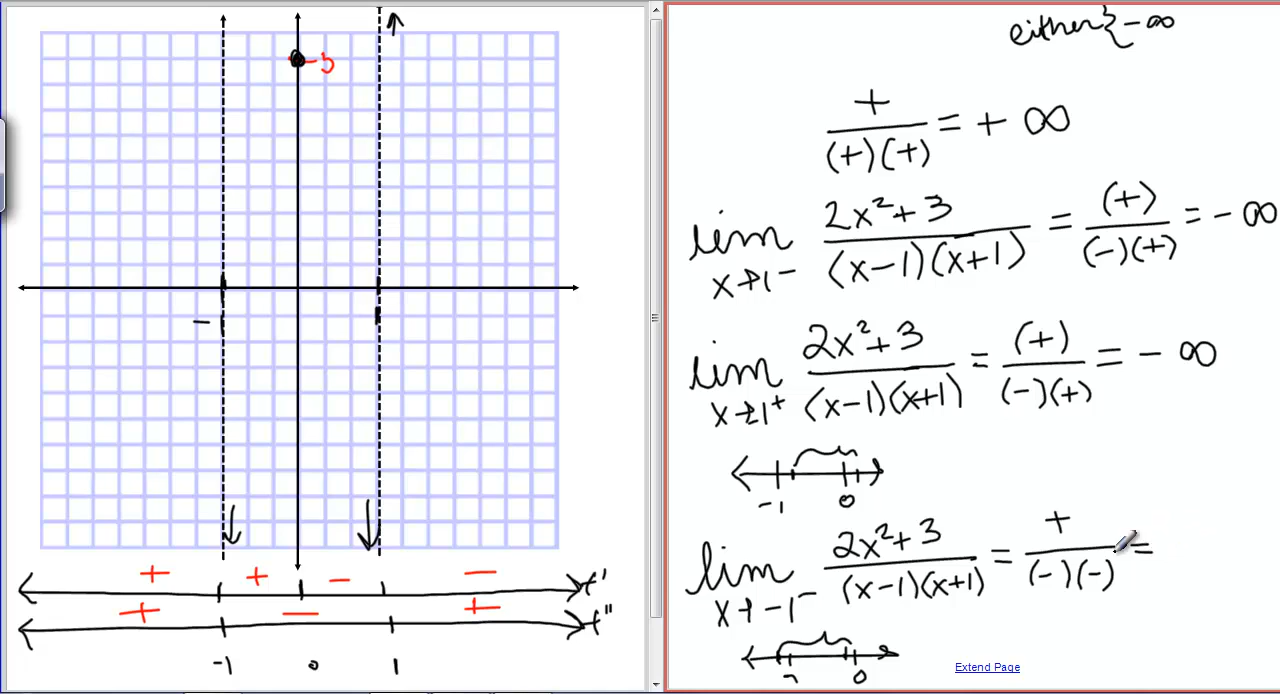 either}-∞
+/((+)(+)) = + ∞
lim x→1⁻ (2x²+3)/((x-1)(x+1)) = (+)/((-)(+)) = -∞
lim x→-1⁺ (2x²+3)/((x-1)(x+1)) = (+)/((-)(+)) = -∞
-1 0
lim x→-1⁻ (2x²+3)/((x-1)(x+1)) = +/((-)(-)) =
0
Extend Page
-1 1
+ + - - f'
+ - + f"
-1 0 1